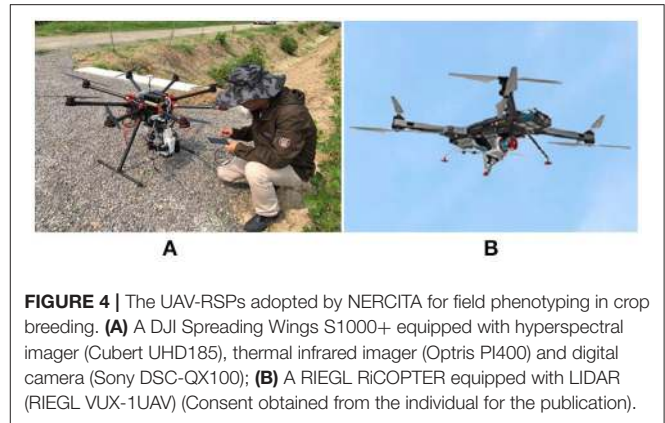 A
B
FIGURE 4 | The UAV-RSPs adopted by NERCITA for field phenotyping in crop
breeding. (A) A DJI Spreading Wings S1000+ equipped with hyperspectral
imager (Cubert UHD185), thermal infrared imager (Optris PI400) and digital
camera (Sony DSC-QX100); (B) A RIEGL RiCOPTER equipped with LIDAR
(RIEGL VUX-1UAV) (Consent obtained from the individual for the publication).